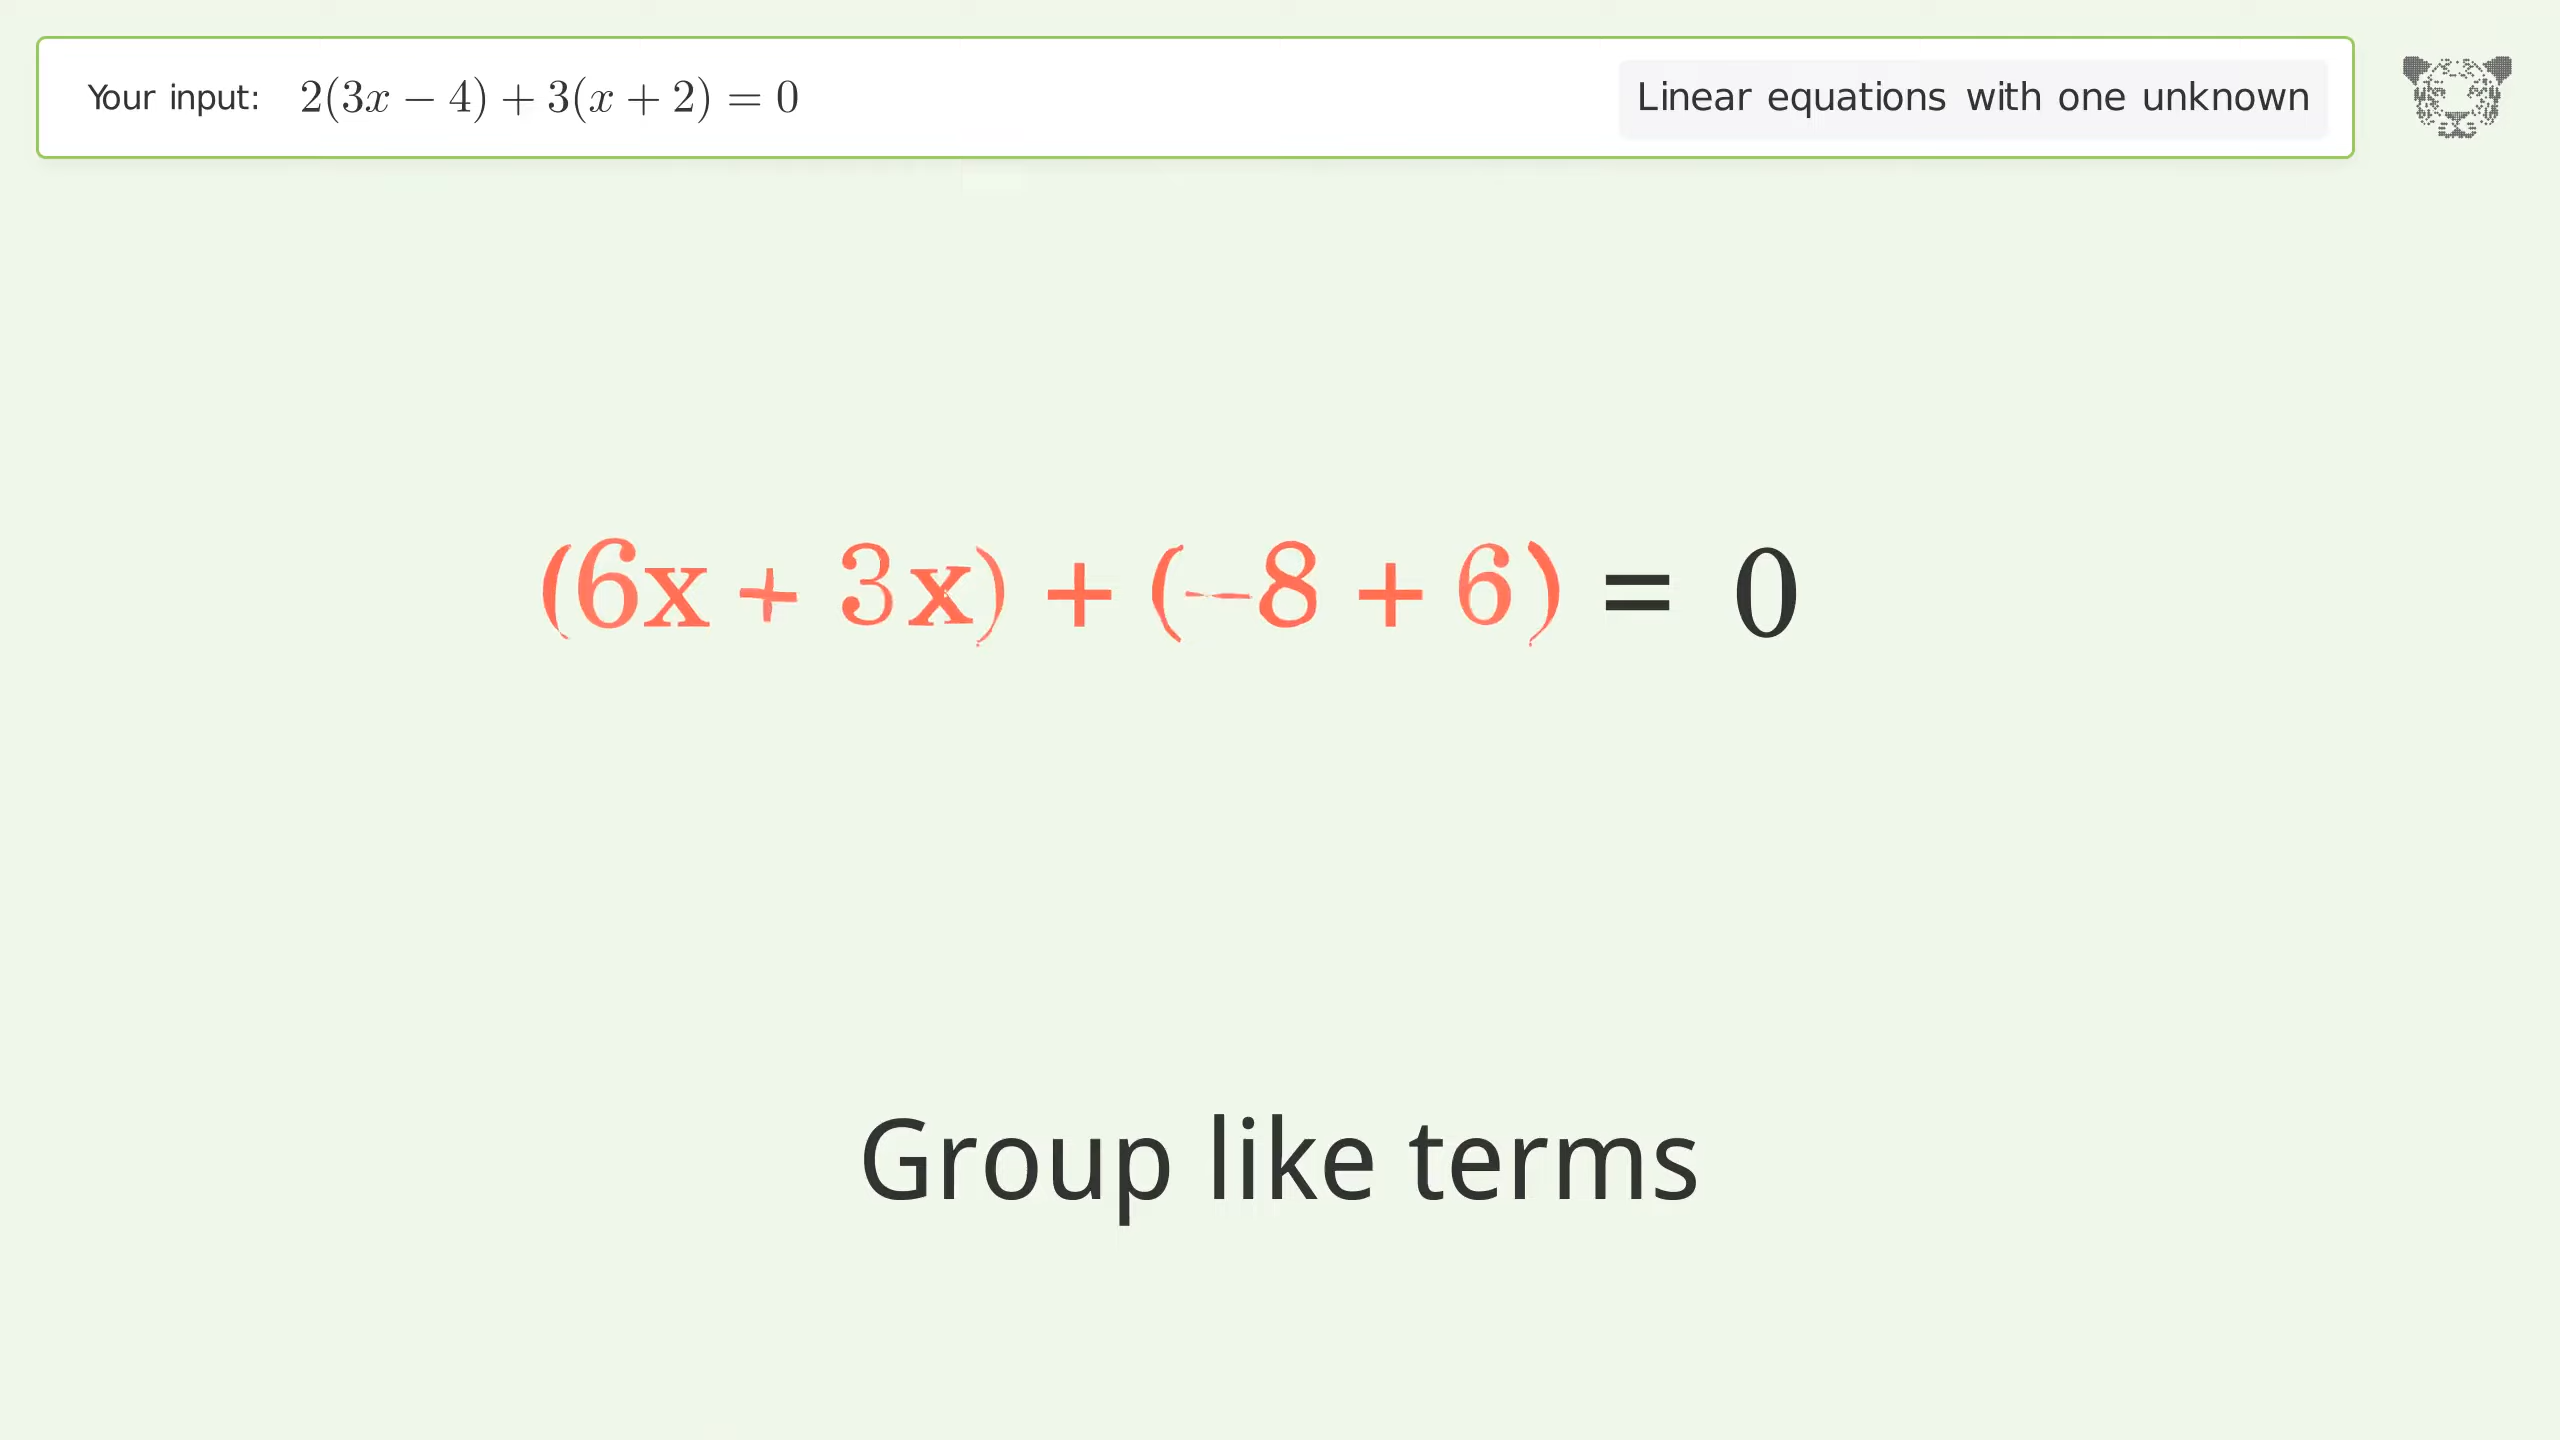 Your input: 2(3x − 4) + 3(x + 2) = 0
Linear equations with one unknown
(6x + 3x) + (−8 + 6) = 0
Group like terms